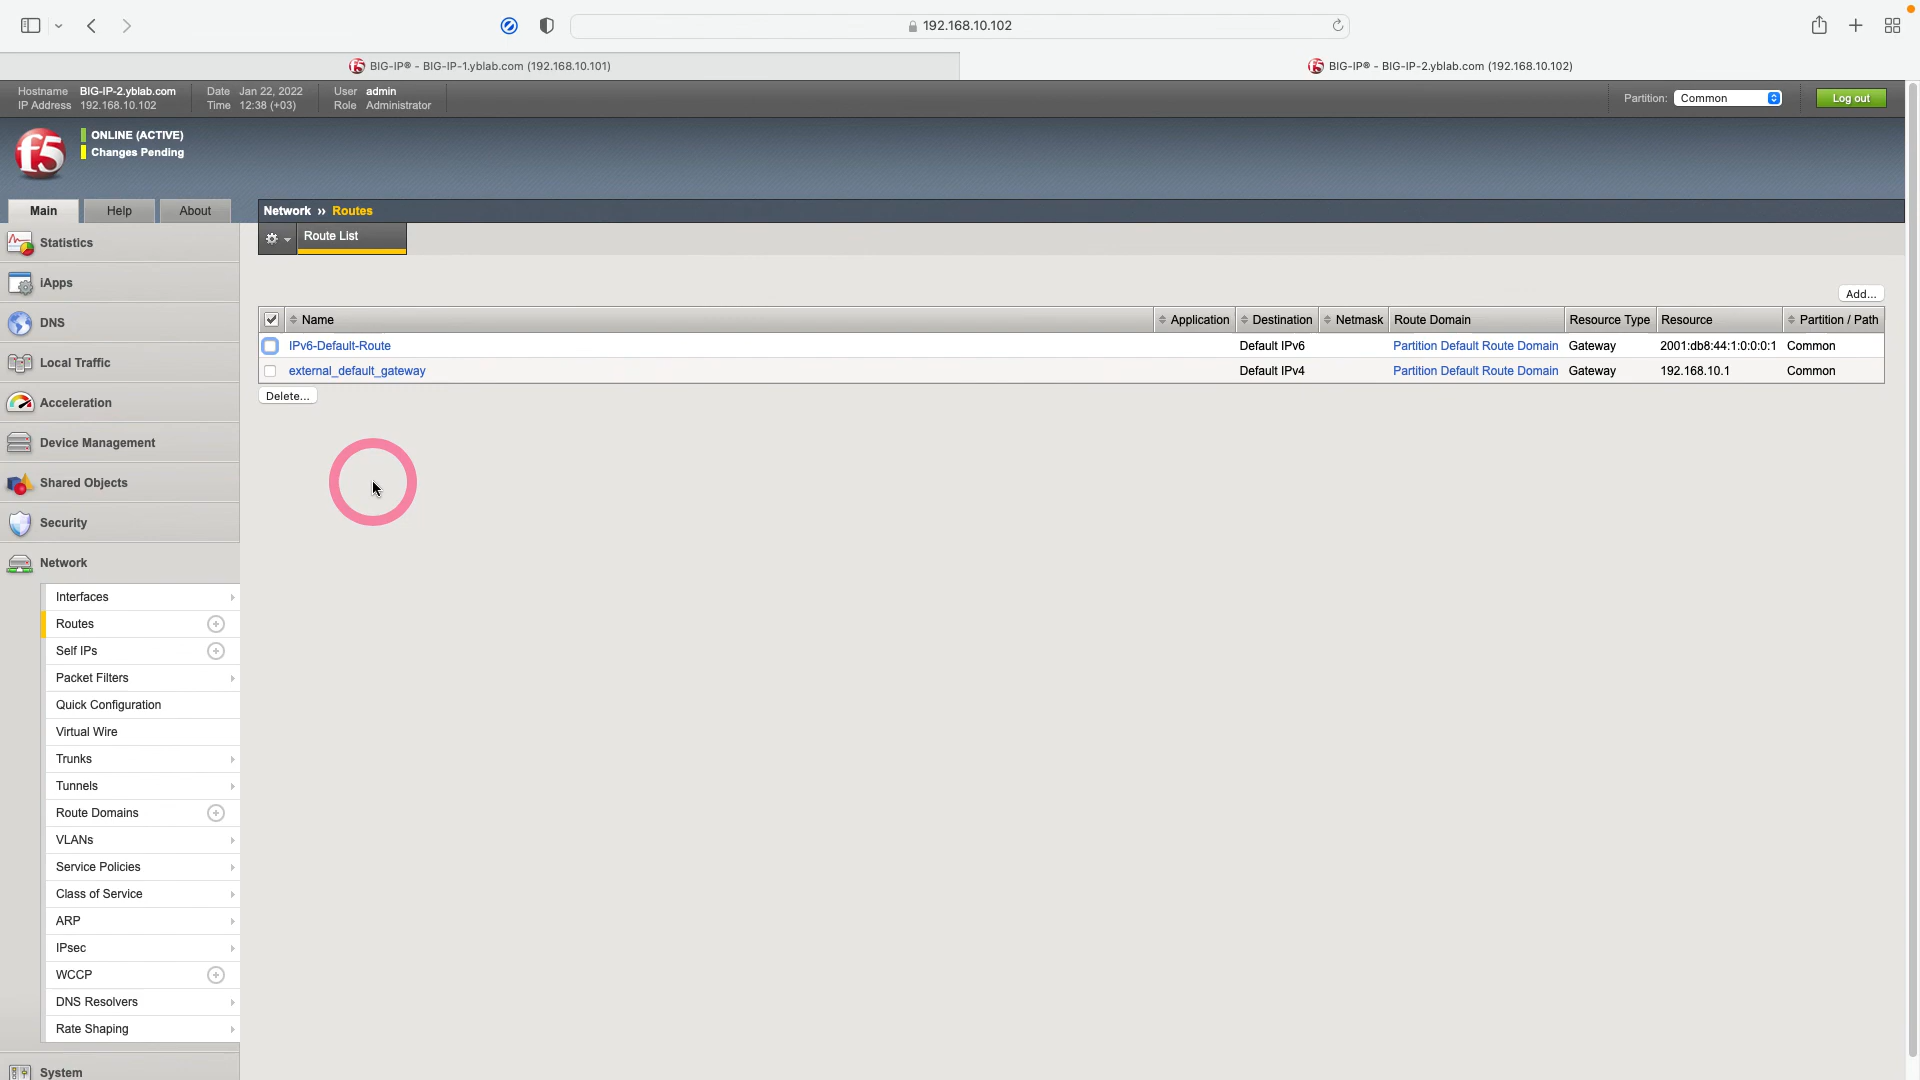 192.168.10.102
BIG-IP® - BIG-IP-1.yblab.com (192.168.10.101)
BIG-IP® - BIG-IP-2.yblab.com (192.168.10.102)
Hostname BIG-IP-2.yblab.com Date Jan 22, 2022 User admin
IP Address 192.168.10.102 Time 12:38 (+03) Role Administrator
Partition: Common Log out
f5
ONLINE (ACTIVE)
Changes Pending
Main Help About
Network ›› Routes
Route List
Statistics
iApps
DNS
Local Traffic
Acceleration
Device Management
Shared Objects
Security
Network
Interfaces
Routes
Self IPs
Packet Filters
Quick Configuration
Virtual Wire
Trunks
Tunnels
Route Domains
VLANs
Service Policies
Class of Service
ARP
IPsec
WCCP
DNS Resolvers
Rate Shaping
System
Add...
Name Application Destination Netmask Route Domain Resource Type Resource Partition / Path
IPv6-Default-Route Default IPv6 Partition Default Route Domain Gateway 2001:db8:44:1:0:0:0:1 Common
external_default_gateway Default IPv4 Partition Default Route Domain Gateway 192.168.10.1 Common
Delete...